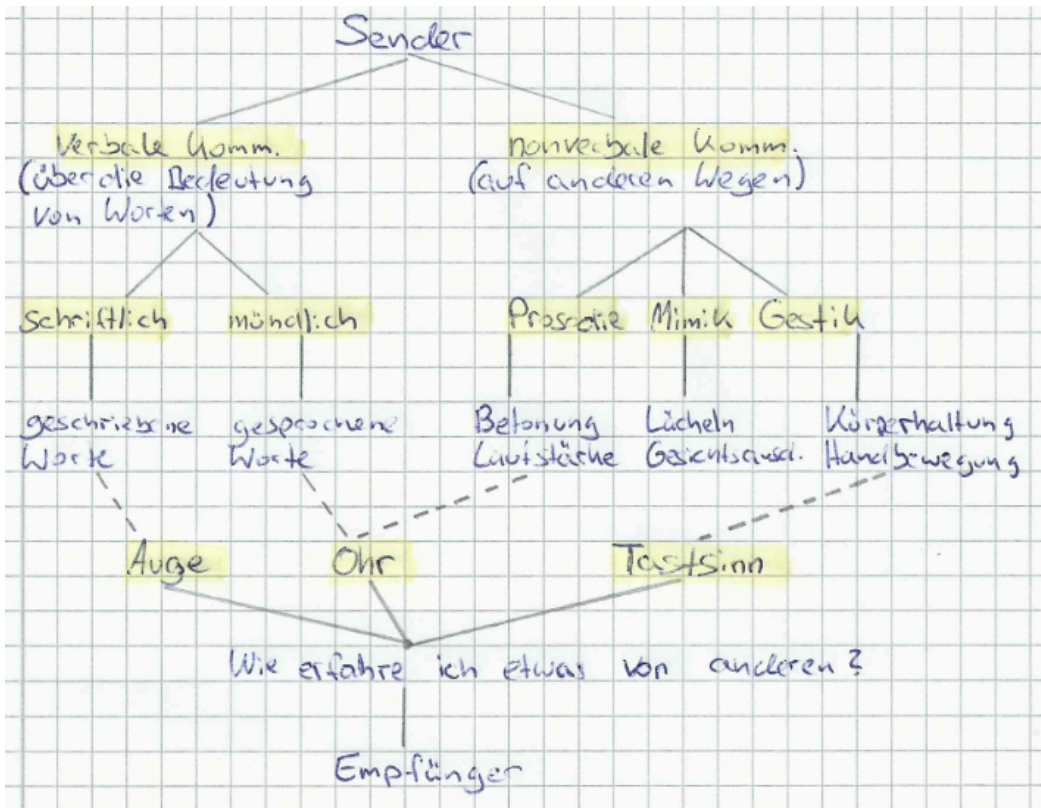 Sender
Verbale Komm. nonverbale Komm.
(über die Bedeutung (auf anderen Wegen)
von Worten)
schriftlich mündlich Prosodie Mimik Gestik
geschriebene gesprochene Betonung Lächeln Körperhaltung
Worte Worte Lautstärke Gesichtsausd. Handbewegung
Auge Ohr Tastsinn
Wie erfahre ich etwas von anderen?
Empfänger